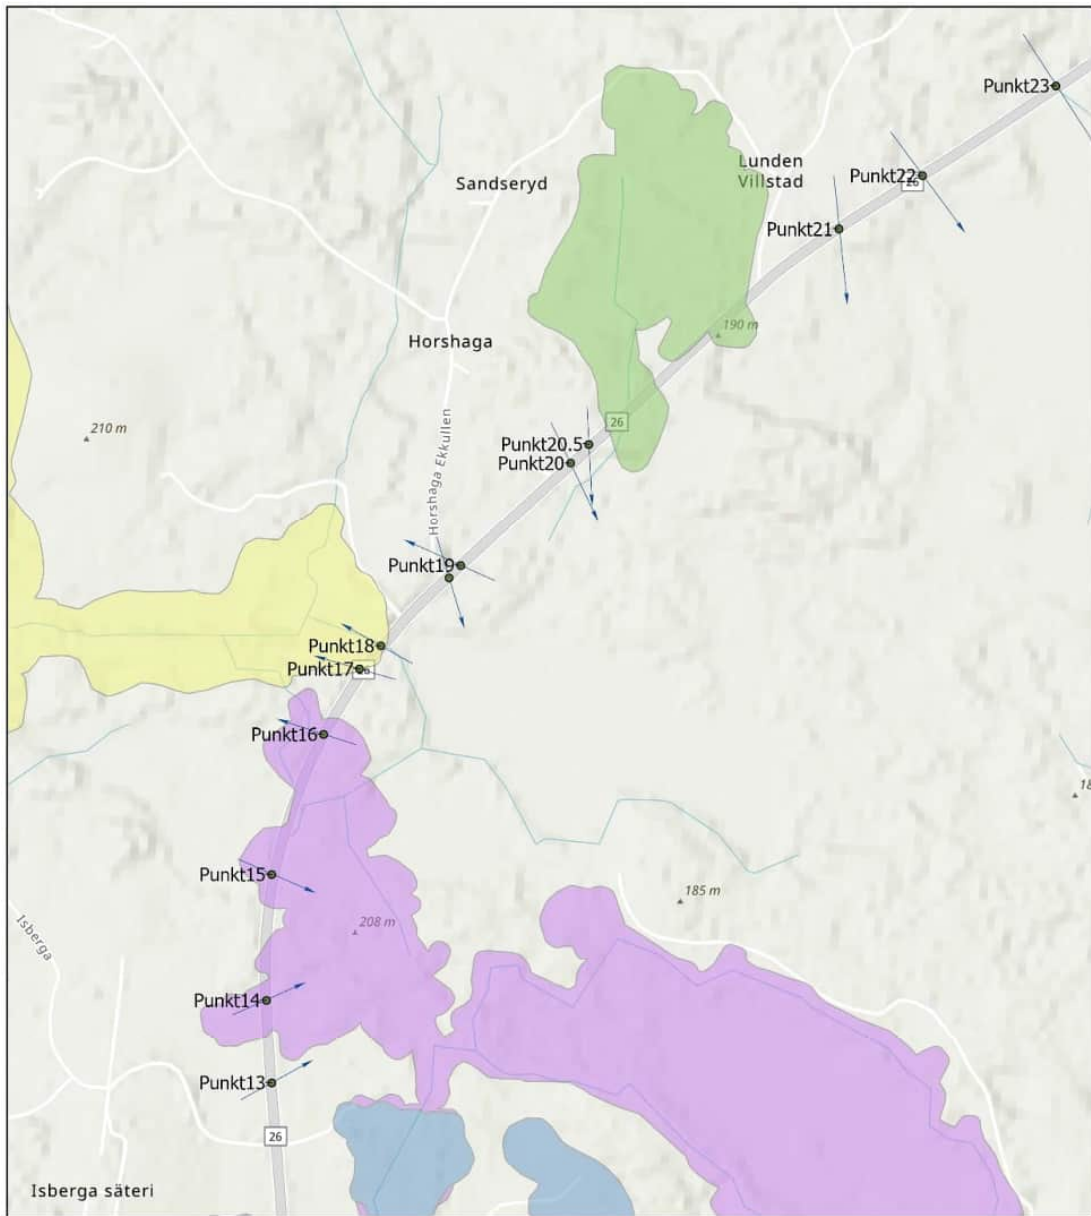 Punkt23
Lunden
Villstad
Sandseryd
Punkt22
26
Punkt21
190 m
Horshaga
26
210 m
Punkt20.5
Punkt20
Horshaga Ekkullen
Punkt19
Punkt18
Punkt17
Punkt16
Punkt15
185 m
208 m
Isberga
Punkt14
Punkt13
26
Isberga säteri